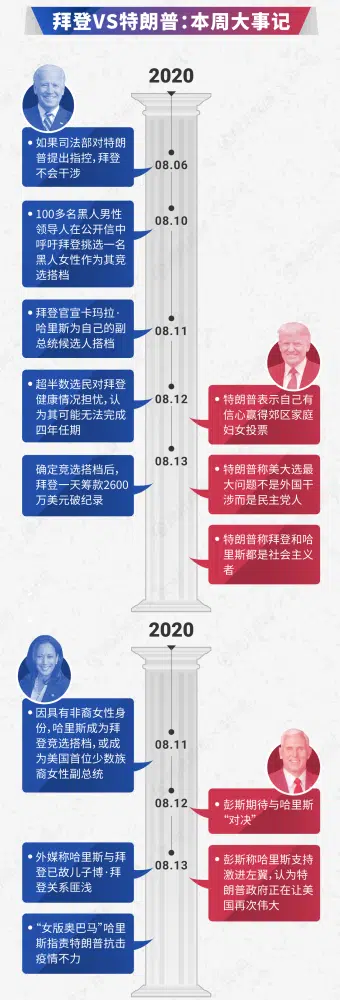 拜登VS特朗普:本周大事记
2020
如果司法部对特朗
普提出指控,拜登
不会干涉
08.06
08.10
100多名黑人男性
领导人在公开信中
呼吁拜登挑选一名
黑人女性作为其竞
选搭档
08.11
拜登官宣卡玛拉·
哈里斯为自己的副
总统候选人搭档
08.12
超半数选民对拜登
健康情况担忧,认
为其可能无法完成
四年任期
特朗普表示自己有
信心赢得郊区家庭
妇女投票
08.13
确定竞选搭档后,
拜登一天筹款2600
万美元破纪录
特朗普称美大选最
大问题不是外国干
涉而是民主党人
特朗普称拜登和哈
里斯都是社会主义
者
2020
因具有非裔女性身
份,哈里斯成为拜
登竞选搭档,或成
为美国首位少数族
裔女性副总统
08.11
08.12
彭斯期待与哈里斯
“对决”
08.13
外媒称哈里斯与拜
登已故儿子博·拜
登关系匪浅
彭斯称哈里斯支持
激进左翼,认为特
朗普政府正在让美
国再次伟大
“女版奥巴马”哈里
斯指责特朗普抗击
疫情不力